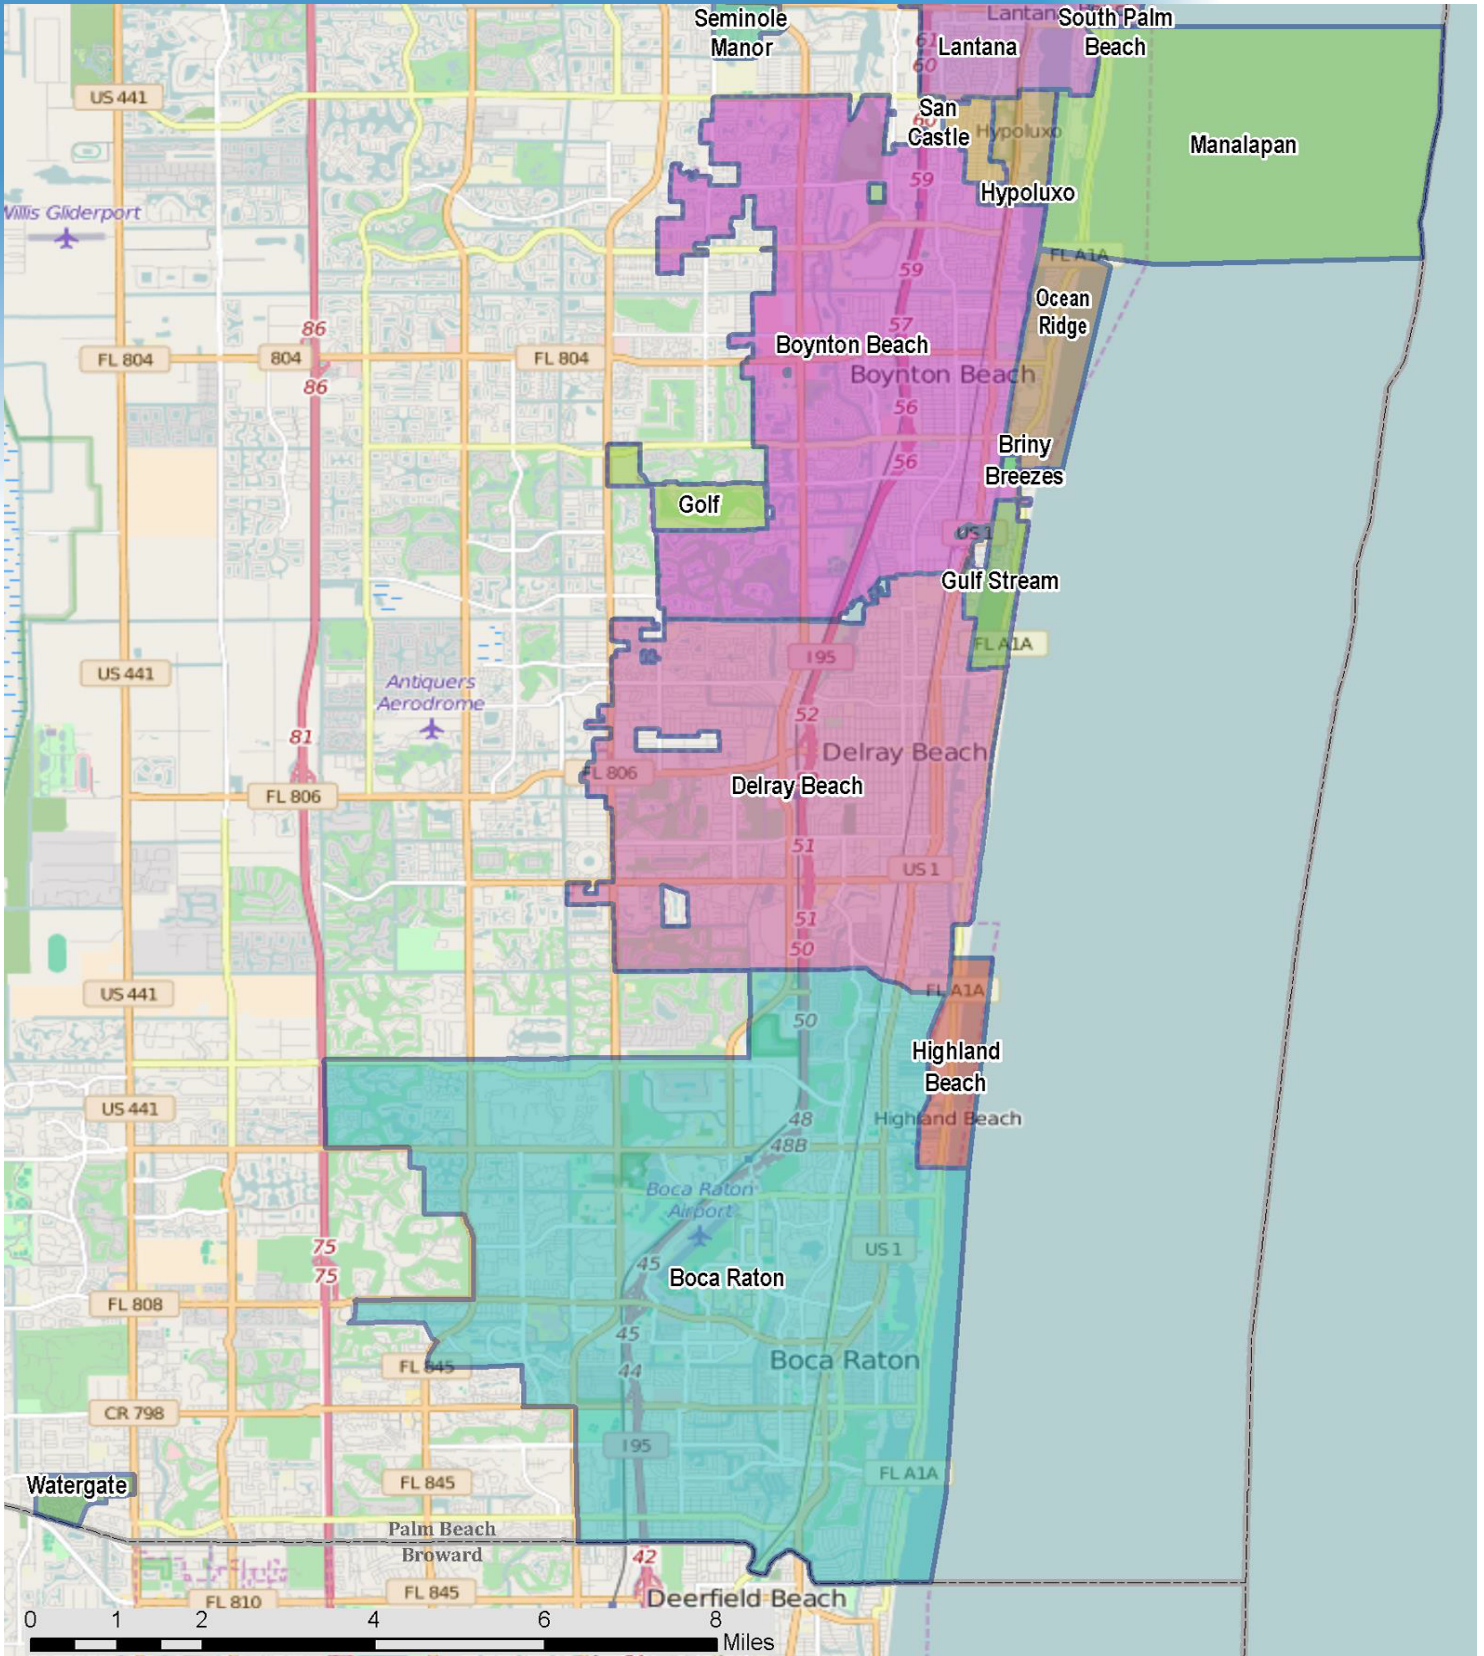 Seminole
Manor
Lantana
South Palm
Beach
61
60
Lantana
US 441
San
Castle
60
Hypoluxo
Manalapan
59
Hypoluxo
Willis Gliderport
59
FL A1A
Ocean
Ridge
86
57
Boynton Beach
FL 804
804
FL 804
Boynton Beach
86
56
Briny
Breezes
56
Golf
US 1
Gulf Stream
FL A1A
I 95
US 441
Antiquers
Aerodrome
52
81
Delray Beach
FL 806
Delray Beach
FL 806
51
US 1
51
50
US 441
FL A1A
50
Highland
Beach
US 441
48
Highland Beach
48B
Boca Raton
Airport
75
US 1
75
45
Boca Raton
FL 808
45
Boca Raton
FL 845
44
CR 798
I 95
FL A1A
FL 845
Watergate
Palm Beach
Broward
42
FL 845
Deerfield Beach
FL 810
0 1 2 4 6 8
Miles